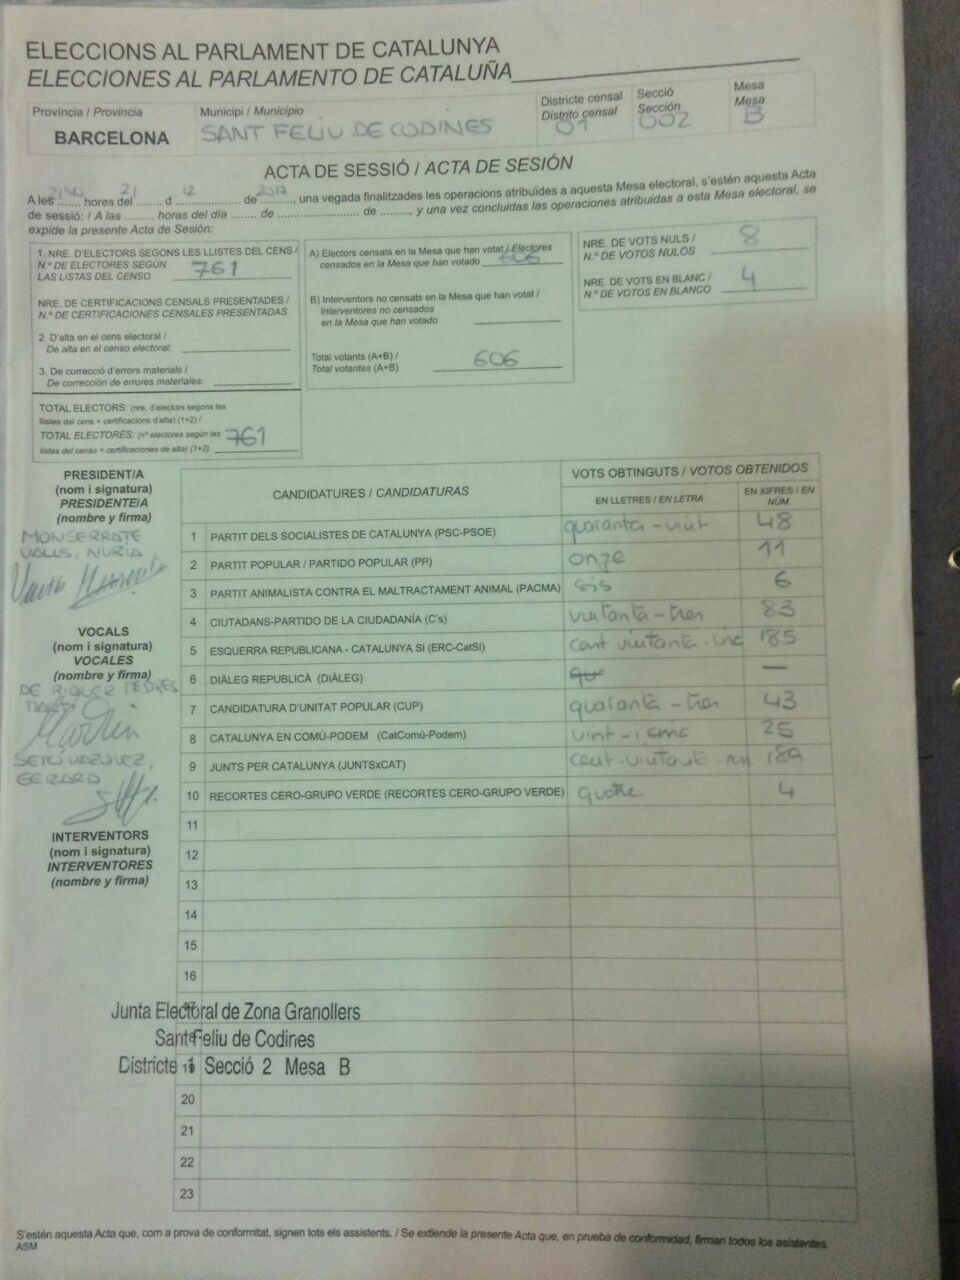 ELECCIONS AL PARLAMENT DE CATALUNYA
ELECCIONES AL PARLAMENTO DE CATALUÑA
Província / Provincia
BARCELONA
Municipi / Municipio
SANT FELIU DE CODINES
Districte censal
Distrito censal
01
Secció
Sección
002
Mesa
Mesa
B
ACTA DE SESSIÓ / ACTA DE SESIÓN
A les 21'40 hores del 21 d 12 de 2017, una vegada finalitzades les operacions atribuïdes a aquesta Mesa electoral, s'estén aquesta Acta
de sessió: / A las ........ horas del día ....... de ........................ de ........, y una vez concluidas las operaciones atribuidas a esta Mesa electoral, se
expide la presente Acta de Sesión:
1. NRE. D'ELECTORS SEGONS LES LLISTES DEL CENS /
N.º DE ELECTORES SEGÚN
LAS LISTAS DEL CENSO 761
NRE. DE CERTIFICACIONS CENSALS PRESENTADES /
N.º DE CERTIFICACIONES CENSALES PRESENTADAS
2. D'alta en el cens electoral /
De alta en el censo electoral:
3. De correcció d'errors materials /
De corrección de errores materiales:
TOTAL ELECTORS: (nre. d'electors segons les
llistes del cens + certificacions d'alta) (1+2) /
TOTAL ELECTORES: (nº electores según las
listas del censo + certificaciones de alta) (1+2) 761
A) Electors censats en la Mesa que han votat / Electores
censados en la Mesa que han votado 606
B) Interventors no censats en la Mesa que han votat /
Interventores no censados
en la Mesa que han votado
Total votants (A+B) /
Total votantes (A+B) 606
NRE. DE VOTS NULS /
N.º DE VOTOS NULOS 8
NRE. DE VOTS EN BLANC /
N.º DE VOTOS EN BLANCO 4
PRESIDENT/A
(nom i signatura)
PRESIDENTE/A
(nombre y firma)
MONSERRATE
VALLS, NURIA
VOCALS
(nom i signatura)
VOCALES
(nombre y firma)
DE RIQUER MESTRES
MARTÍ
SETO VAZQUEZ,
GERARD
INTERVENTORS
(nom i signatura)
INTERVENTORES
(nombre y firma)
CANDIDATURES / CANDIDATURAS
VOTS OBTINGUTS / VOTOS OBTENIDOS
EN LLETRES / EN LETRA
EN XIFRES / EN NÚM.
1 PARTIT DELS SOCIALISTES DE CATALUNYA (PSC-PSOE) quaranta-vuit 48
2 PARTIT POPULAR / PARTIDO POPULAR (PP) onze 11
3 PARTIT ANIMALISTA CONTRA EL MALTRACTAMENT ANIMAL (PACMA) sis 6
4 CIUTADANS-PARTIDO DE LA CIUDADANÍA (C's) vuitanta-tres 83
5 ESQUERRA REPUBLICANA - CATALUNYA SI (ERC-CatSí) cent vuitanta-cinc 185
6 DIÀLEG REPUBLICÀ (DIÀLEG) —
7 CANDIDATURA D'UNITAT POPULAR (CUP) quaranta-tres 43
8 CATALUNYA EN COMÚ-PODEM (CatComú-Podem) vint-i-cinc 25
9 JUNTS PER CATALUNYA (JUNTSxCAT) cent-vuitanta-nou 189
10 RECORTES CERO-GRUPO VERDE (RECORTES CERO-GRUPO VERDE) quatre 4
11
12
13
14
15
16
Junta Electoral de Zona Granollers
Sant Feliu de Codines
Districte 1 Secció 2 Mesa B
20
21
22
23
S'estén aquesta Acta que, com a prova de conformitat, signen tots els assistents. / Se extiende la presente Acta que, en prueba de conformidad, firman todos los asistentes.
ASM